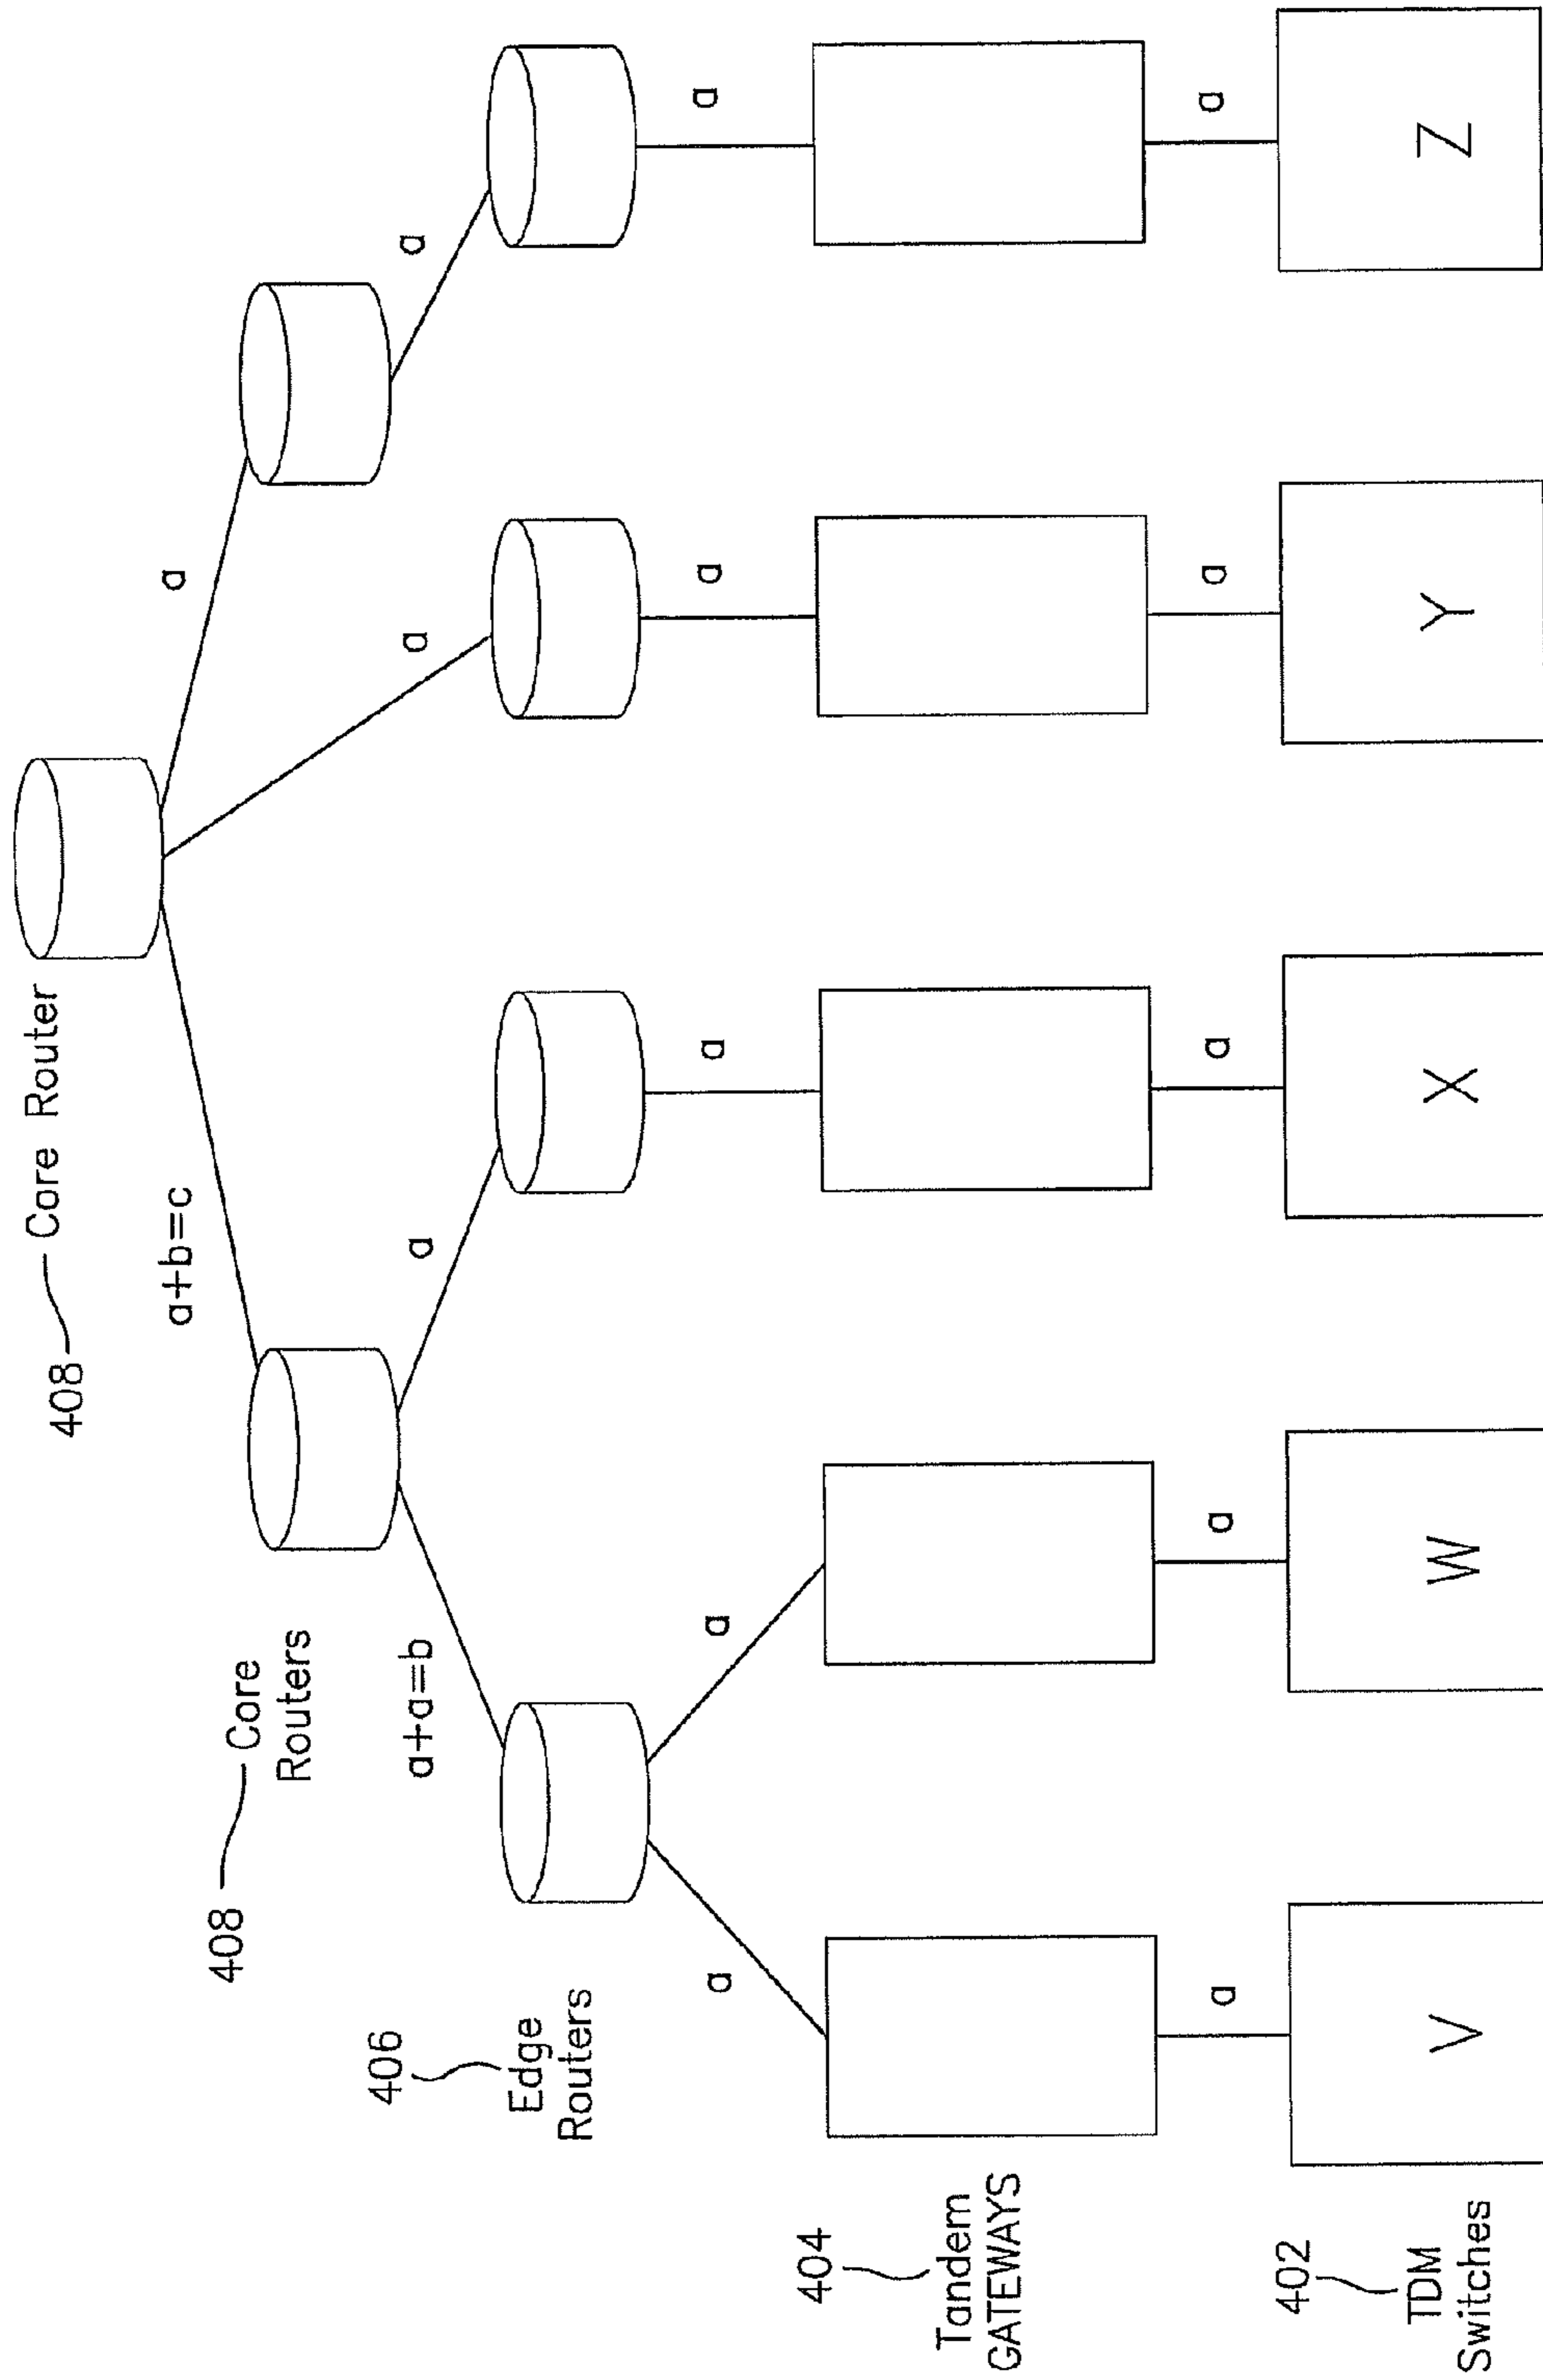 408 Core Router
a+b=c
a
408 Core
Routers
a
a
a
a+a=b
406
Edge
Routers
a
a
a
a
a
404
Tandem
GATEWAYS
a
a
a
a
a
402
TDM
Switches
V
W
X
Y
Z